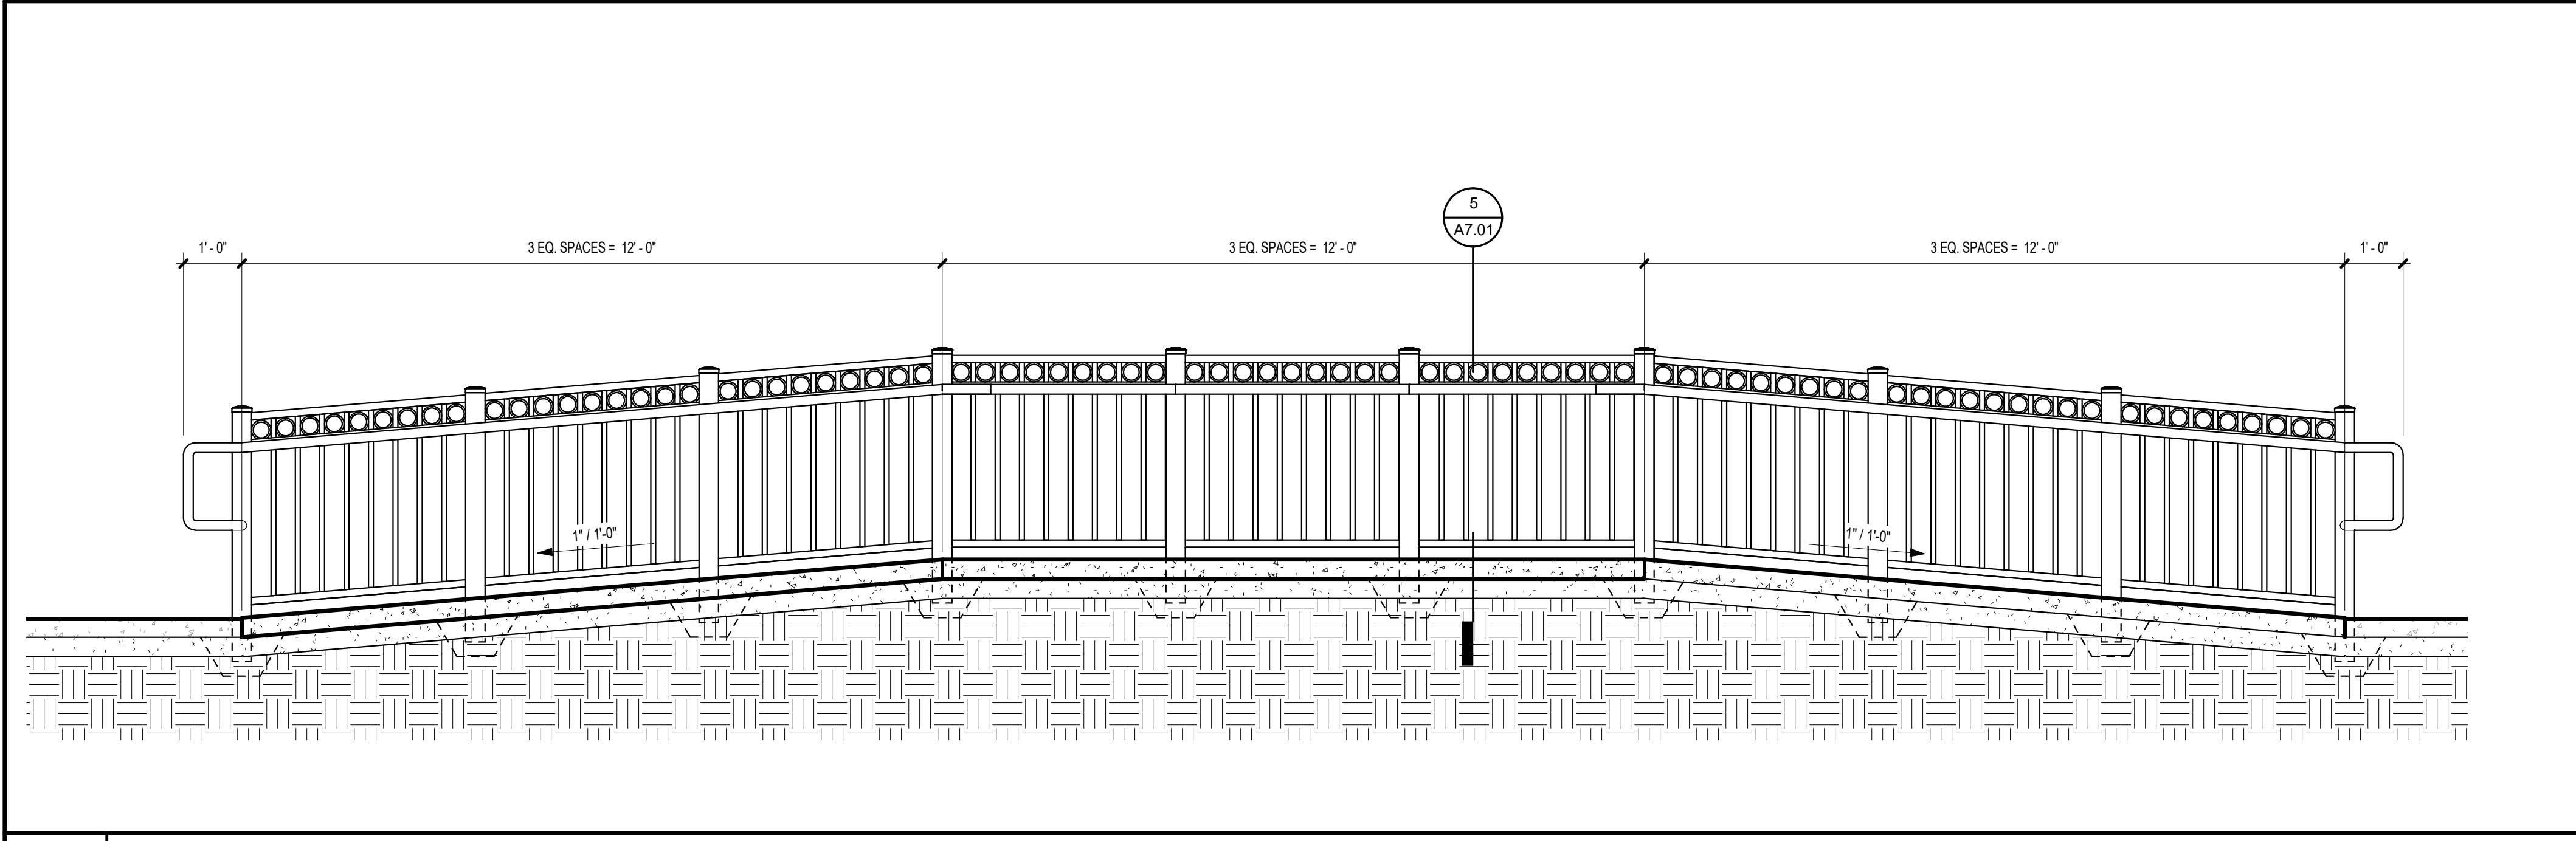 5
A7.01
1' - 0"
3 EQ. SPACES = 12' - 0"
3 EQ. SPACES = 12' - 0"
3 EQ. SPACES = 12' - 0"
1' - 0"
1" / 1'-0"
1" / 1'-0"